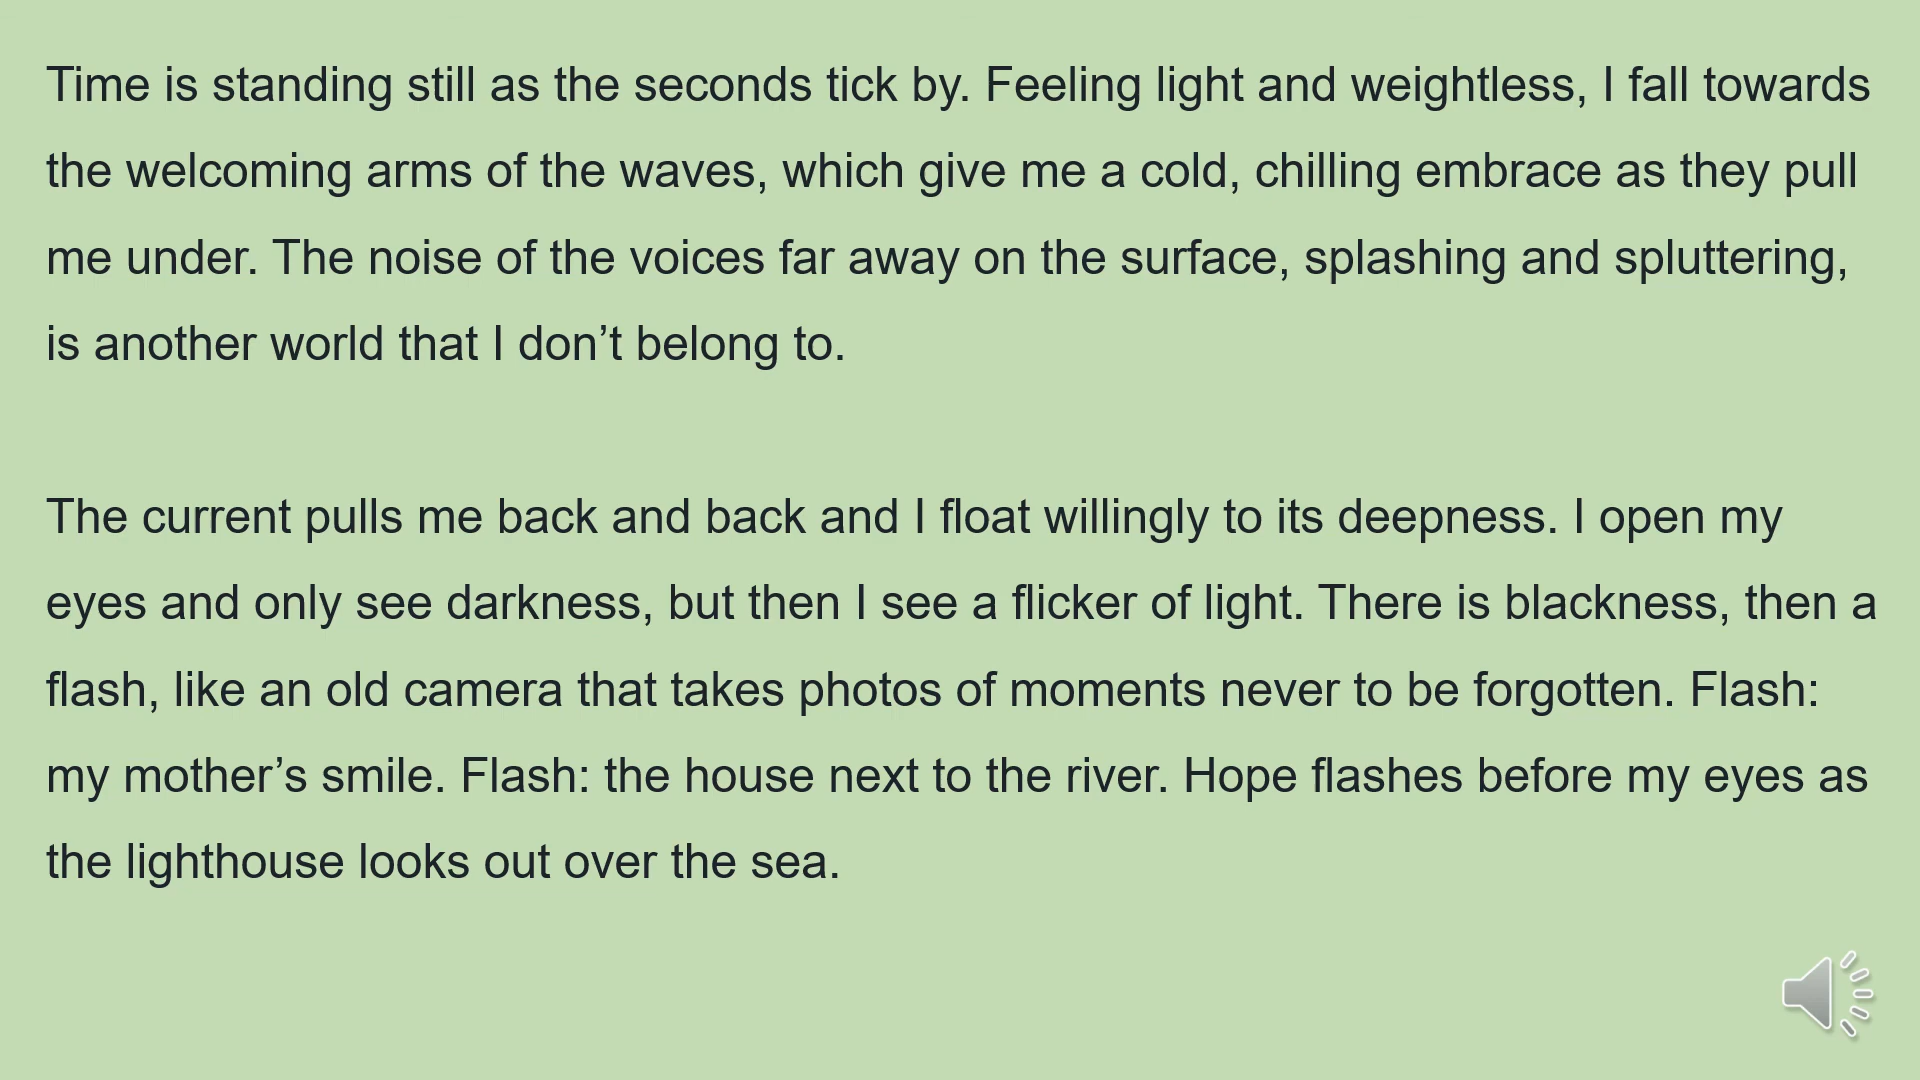 Time is standing still as the seconds tick by. Feeling light and weightless, I fall towards
the welcoming arms of the waves, which give me a cold, chilling embrace as they pull
me under. The noise of the voices far away on the surface, splashing and spluttering,
is another world that I don’t belong to.
The current pulls me back and back and I float willingly to its deepness. I open my
eyes and only see darkness, but then I see a flicker of light. There is blackness, then a
flash, like an old camera that takes photos of moments never to be forgotten. Flash:
my mother’s smile. Flash: the house next to the river. Hope flashes before my eyes as
the lighthouse looks out over the sea.